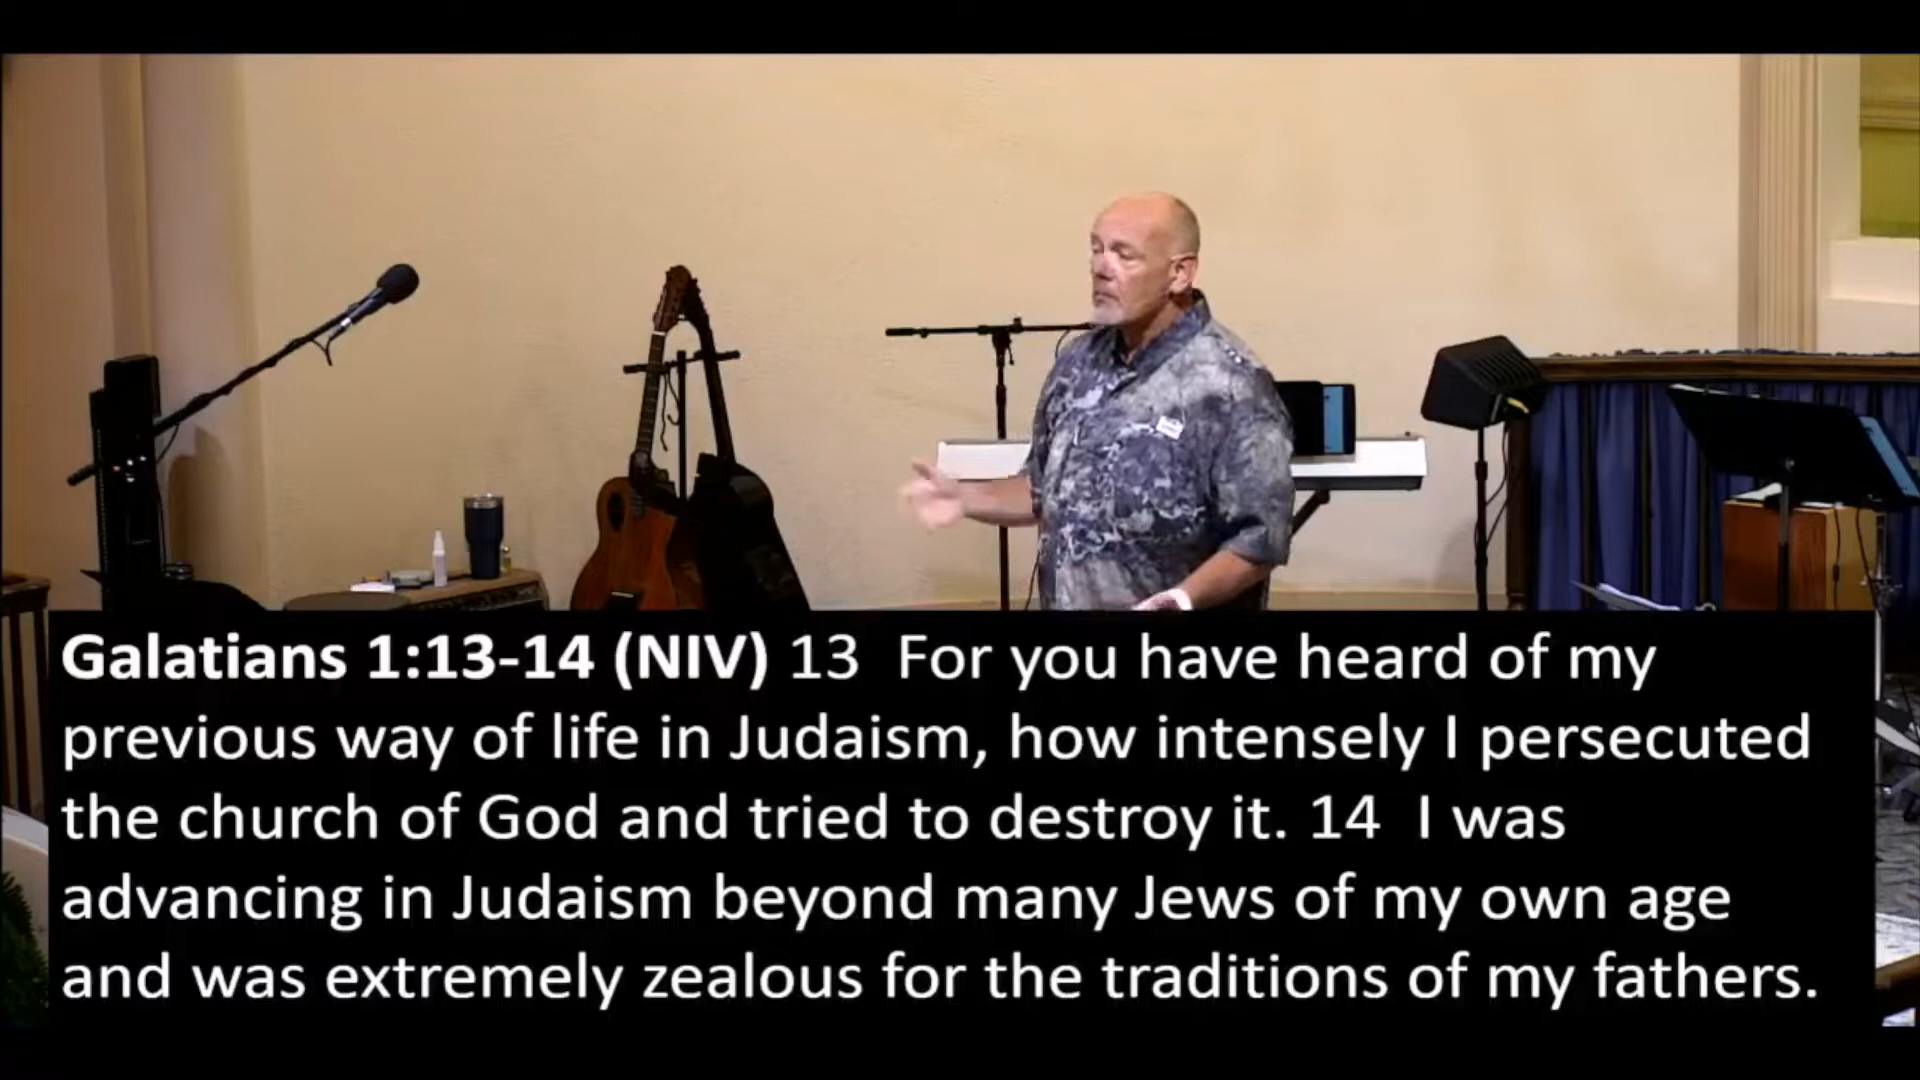 Galatians 1:13-14 (NIV) 13  For you have heard of my
previous way of life in Judaism, how intensely I persecuted
the church of God and tried to destroy it. 14  I was
advancing in Judaism beyond many Jews of my own age
and was extremely zealous for the traditions of my fathers.